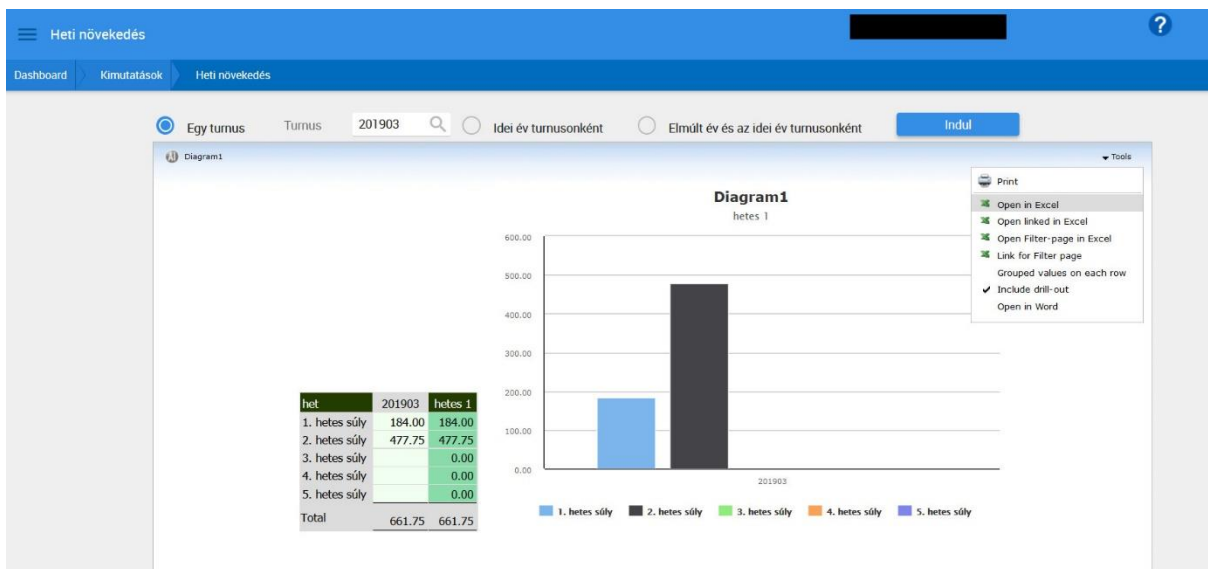 Heti növekedés
?
Dashboard Kimutatások Heti növekedés
Egy turnus Turnus 201903 Idei év turnusonként Elmúlt év és az idei év turnusonként Indul
Diagram1 Tools
Print
Open in Excel
Open linked in Excel
Open Filter-page in Excel
Link for Filter page
Grouped values on each row
Include drill-out
Open in Word
Diagram1
hetes 1
600.00
500.00
400.00
300.00
200.00
100.00
0.00
201903
1. hetes súly 2. hetes súly 3. hetes súly 4. hetes súly 5. hetes súly
het 201903 hetes 1
1. hetes súly 184.00 184.00
2. hetes súly 477.75 477.75
3. hetes súly 0.00
4. hetes súly 0.00
5. hetes súly 0.00
Total 661.75 661.75